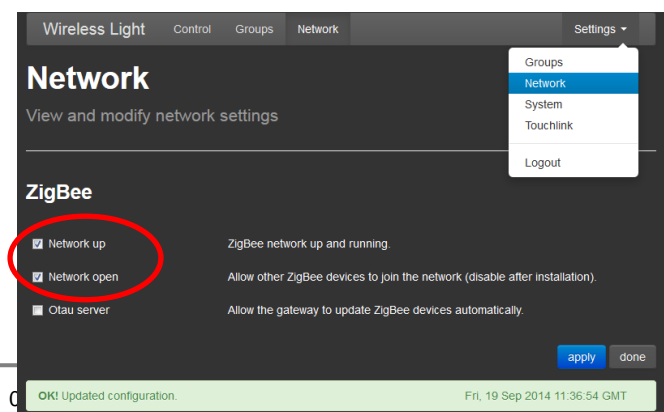 Wireless Light Control Groups Network Settings
Groups
Network
System
Touchlink
Logout
Network
View and modify network settings
ZigBee
Network up ZigBee network up and running.
Network open Allow other ZigBee devices to join the network (disable after installation).
Otau server Allow the gateway to update ZigBee devices automatically.
apply done
OK! Updated configuration. Fri, 19 Sep 2014 11:36:54 GMT